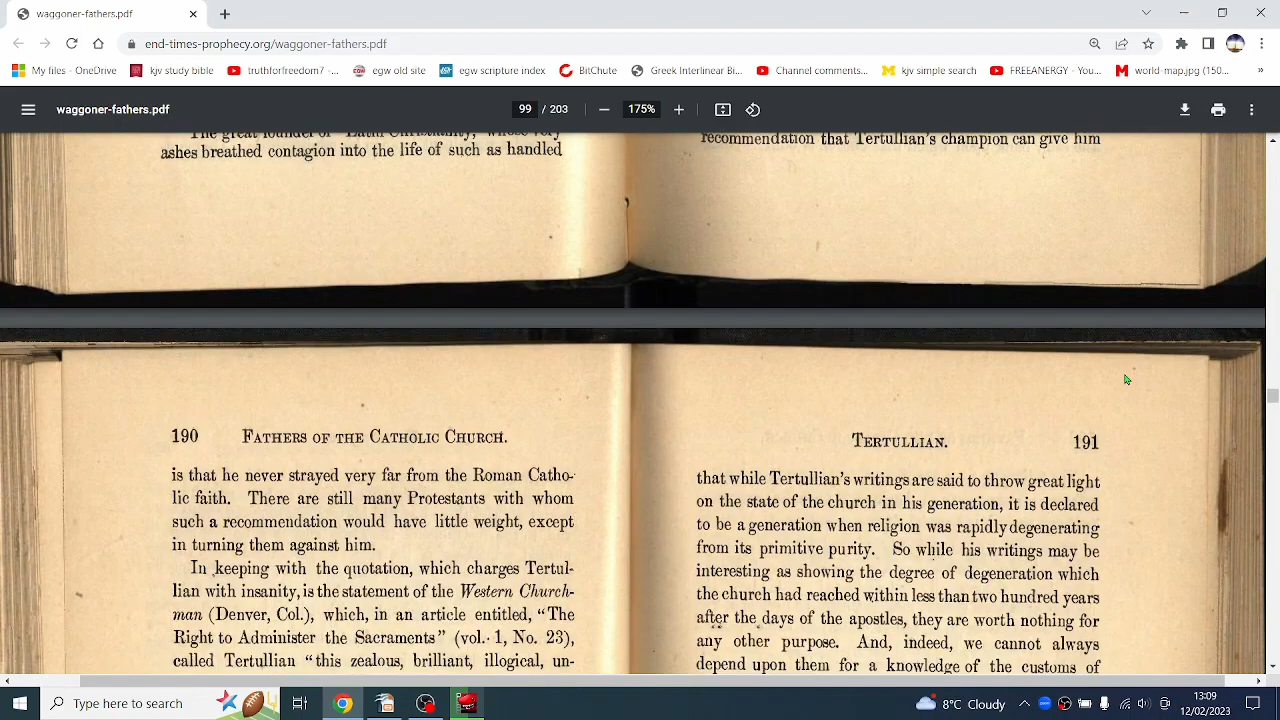 waggoner-fathers.pdf
end-times-prophecy.org/waggoner-fathers.pdf
My files - OneDrive
kjv study bible
truthforfreedom7 -...
egw old site
egw scripture index
BitChute
Greek Interlinear Bi...
Channel comments...
kjv simple search
FREEANERGY - You...
world-map.jpg (150...
»
waggoner-fathers.pdf
99 / 203
175%
The great founder of "Latin Christianity," whose very
ashes breathed contagion into the life of such as handled
recommendation that Tertullian's champion can give him
190 FATHERS OF THE CATHOLIC CHURCH.
is that he never strayed very far from the Roman Catho-
lic faith. There are still many Protestants with whom
such a recommendation would have little weight, except
in turning them against him.
In keeping with the quotation, which charges Tertul-
lian with insanity, is the statement of the Western Church-
man (Denver, Col.), which, in an article entitled, "The
Right to Administer the Sacraments" (vol. 1, No. 23),
called Tertullian "this zealous, brilliant, illogical, un-
TERTULLIAN. 191
that while Tertullian's writings are said to throw great light
on the state of the church in his generation, it is declared
to be a generation when religion was rapidly degenerating
from its primitive purity. So while his writings may be
interesting as showing the degree of degeneration which
the church had reached within less than two hundred years
after the days of the apostles, they are worth nothing for
any other purpose. And, indeed, we cannot always
depend upon them for a knowledge of the customs of
Type here to search
8°C Cloudy
13:09
12/02/2023